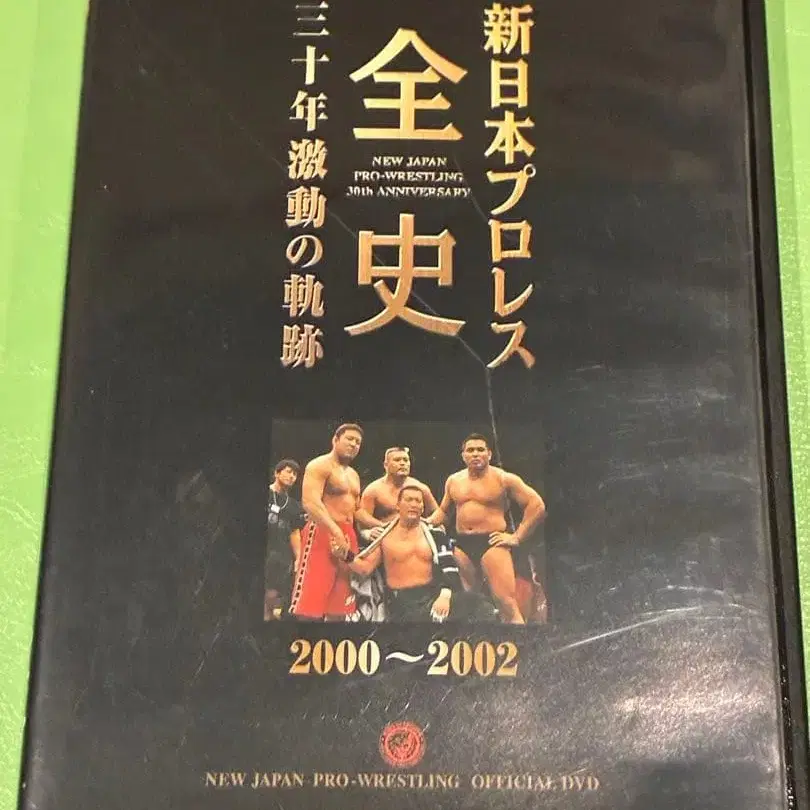 新日本プロレス
全史
NEW JAPAN
PRO-WRESTLING
30th ANNIVERSARY
三十年激動の軌跡
2000～2002
NEW JAPAN PRO-WRESTLING OFFICIAL DVD